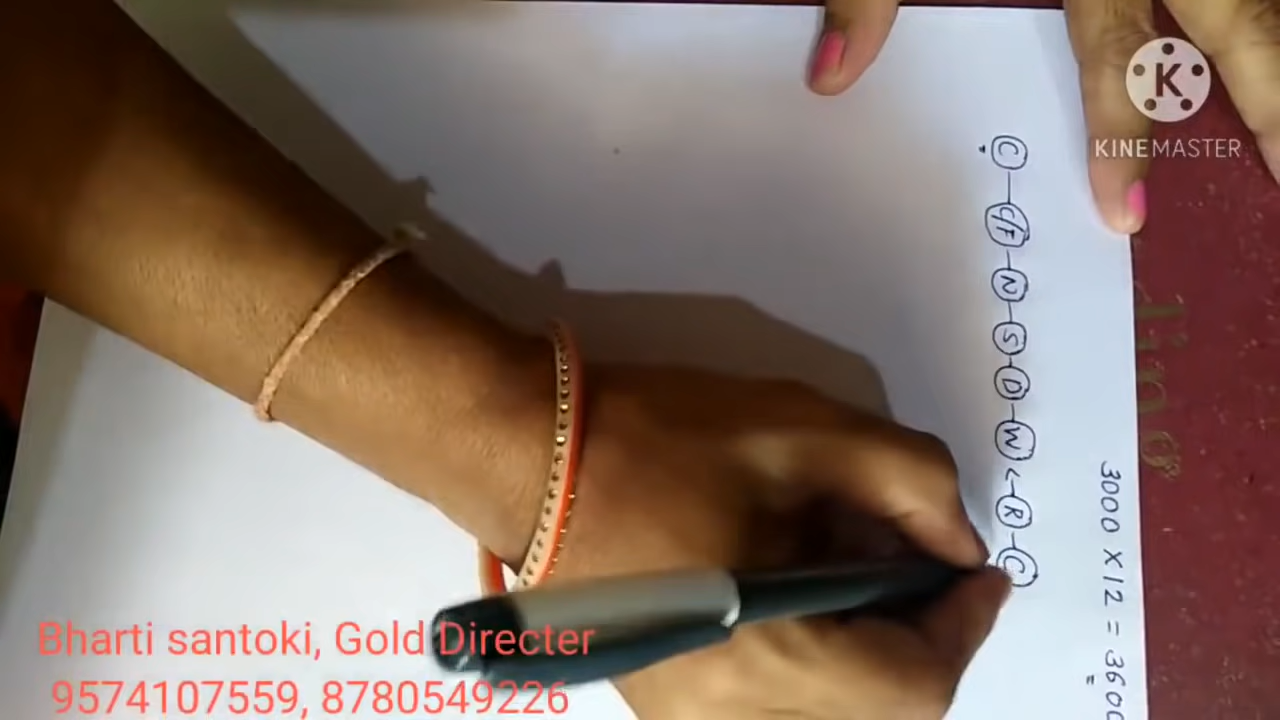 KINEMASTER
3000 X 12 = 3600
C C/F N S D W < R C
Bharti santoki, Gold Directer
9574107559, 8780549226